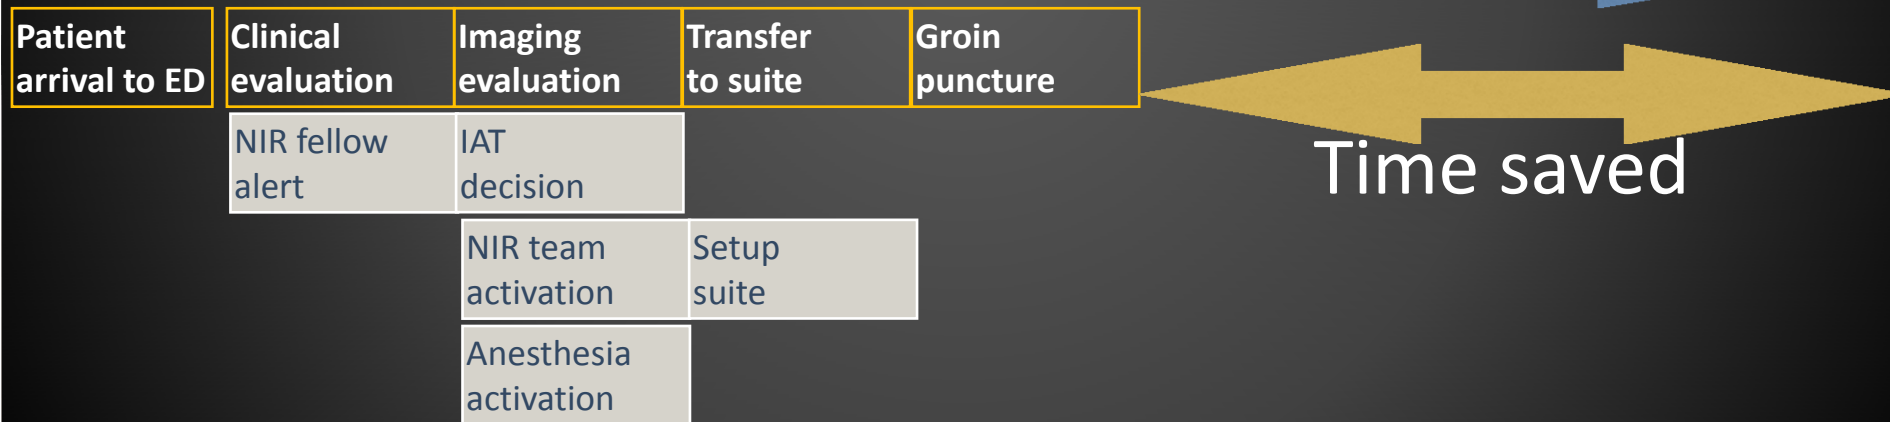 Patient
arrival to ED
Clinical
evaluation
Imaging
evaluation
Transfer
to suite
Groin
puncture
NIR fellow
alert
IAT
decision
Time saved
NIR team
activation
Setup
suite
Anesthesia
activation